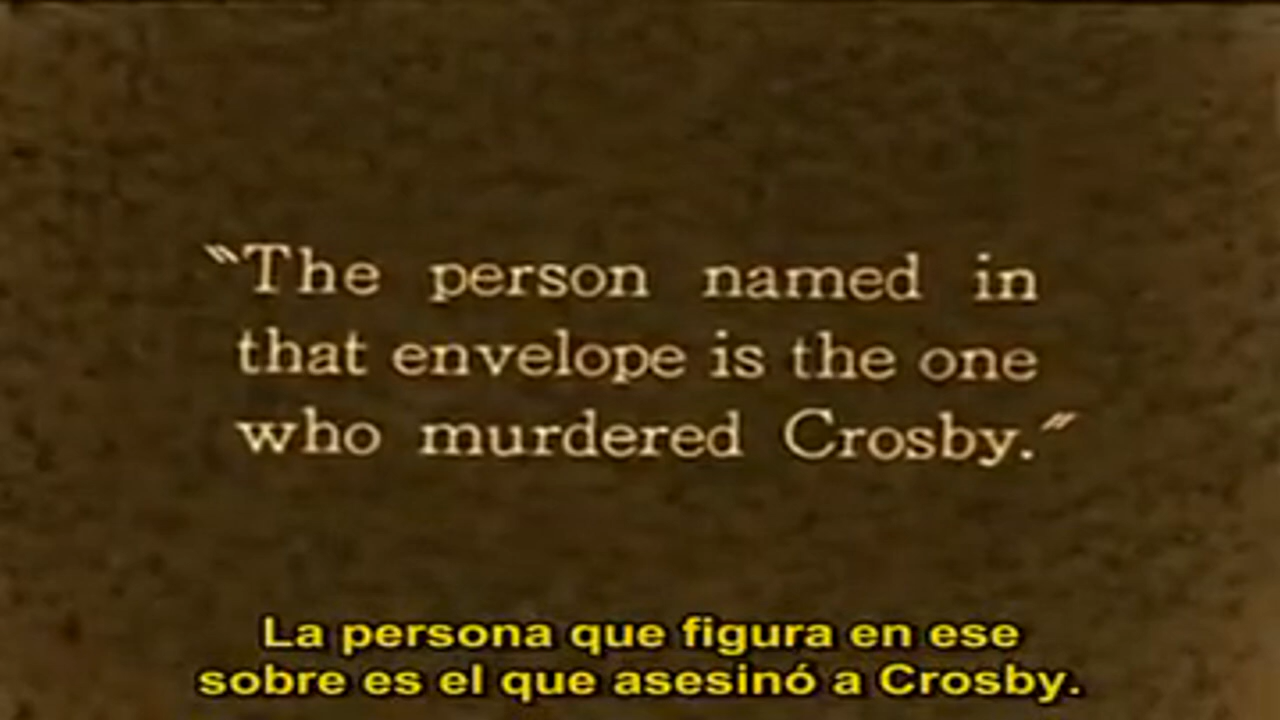 "The person named in
that envelope is the one
who murdered Crosby."
La persona que figura en ese
sobre es el que asesinó a Crosby.